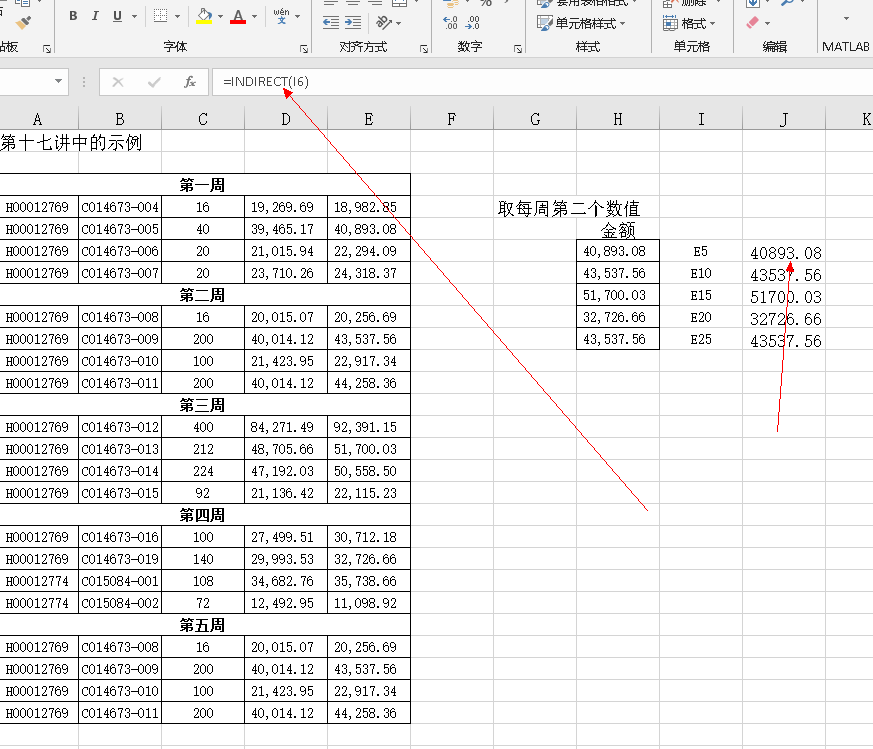 套用表格格式 删除
B I U A wén 文 % 单元格样式 格式
贴板 字体 对齐方式 数字 样式 单元格 编辑 MATLAB
fx =INDIRECT(I6)
A B C D E F G H I J K
第十七讲中的示例
第一周
H00012769 C014673-004 16 19,269.69 18,982.85 取每周第二个数值
H00012769 C014673-005 40 39,465.17 40,893.08 金额
H00012769 C014673-006 20 21,015.94 22,294.09 40,893.08 E5 40893.08
H00012769 C014673-007 20 23,710.26 24,318.37 43,537.56 E10 43537.56
第二周 51,700.03 E15 51700.03
H00012769 C014673-008 16 20,015.07 20,256.69 32,726.66 E20 32726.66
H00012769 C014673-009 200 40,014.12 43,537.56 43,537.56 E25 43537.56
H00012769 C014673-010 100 21,423.95 22,917.34
H00012769 C014673-011 200 40,014.12 44,258.36
第三周
H00012769 C014673-012 400 84,271.49 92,391.15
H00012769 C014673-013 212 48,705.66 51,700.03
H00012769 C014673-014 224 47,192.03 50,558.50
H00012769 C014673-015 92 21,136.42 22,115.23
第四周
H00012769 C014673-016 100 27,499.51 30,712.18
H00012769 C014673-019 140 29,993.53 32,726.66
H00012774 C015084-001 108 34,682.76 35,738.66
H00012774 C015084-002 72 12,492.95 11,098.92
第五周
H00012769 C014673-008 16 20,015.07 20,256.69
H00012769 C014673-009 200 40,014.12 43,537.56
H00012769 C014673-010 100 21,423.95 22,917.34
H00012769 C014673-011 200 40,014.12 44,258.36